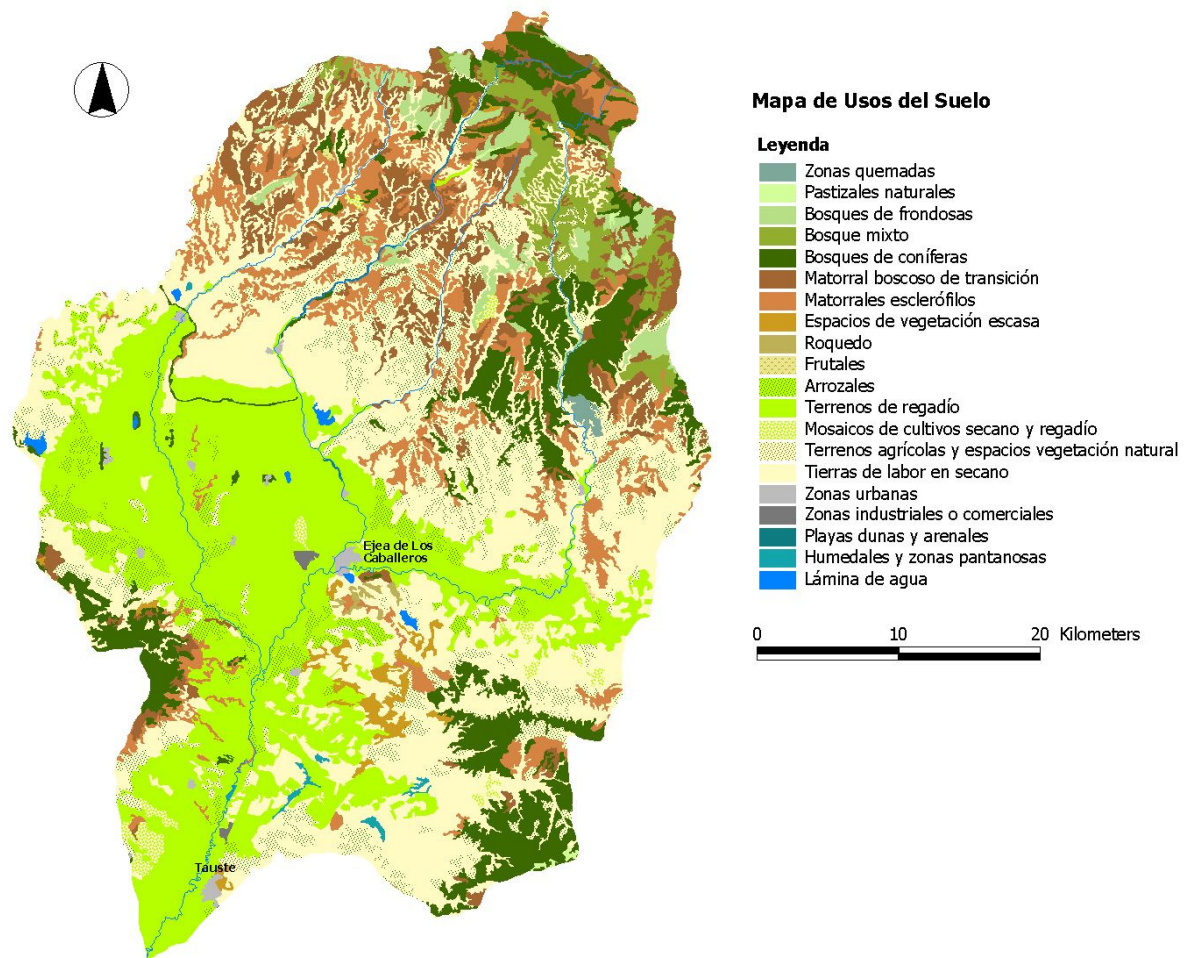 Mapa de Usos del Suelo
Leyenda
Zonas quemadas
Pastizales naturales
Bosques de frondosas
Bosque mixto
Bosques de coníferas
Matorral boscoso de transición
Matorrales esclerófilos
Espacios de vegetación escasa
Roquedo
Frutales
Arrozales
Terrenos de regadío
Mosaicos de cultivos secano y regadío
Terrenos agrícolas y espacios vegetación natural
Tierras de labor en secano
Zonas urbanas
Zonas industriales o comerciales
Playas dunas y arenales
Humedales y zonas pantanosas
Lámina de agua
0 10 20 Kilometers
Ejea de Los
Caballeros
Tauste